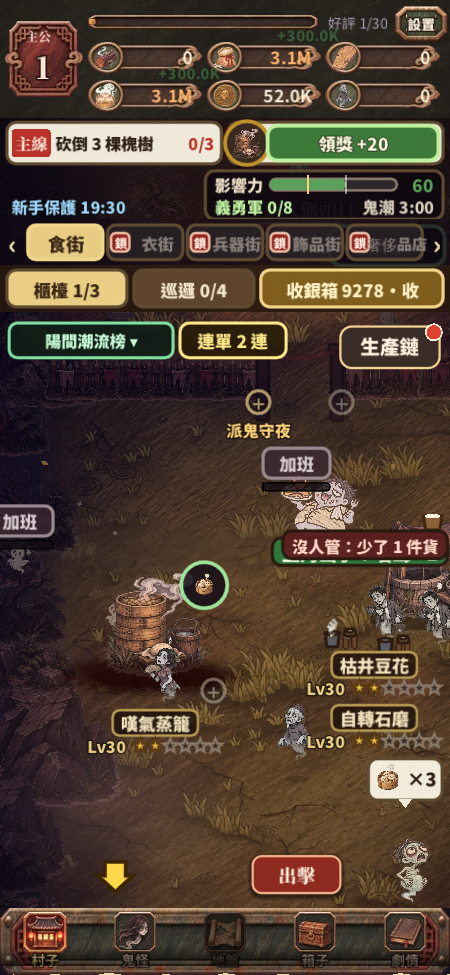 主公
1
好評 1/30
設置
+300.0K
0
3.1M
0
+300.0K
3.1M
52.0K
0
主線 砍倒 3 棵槐樹 0/3
領獎 +20
影響力 60
新手保護 19:30
義勇軍 0/8
鬼潮 3:00
‹
食街
鎖 衣街
鎖 兵器街
鎖 飾品街
鎖 奢侈品店
›
櫃檯 1/3
巡邏 0/4
收銀箱 9278・收
陽間潮流榜 ▾
連單 2 連
生產鏈
派鬼守夜
加班
加班
沒人管：少了 1 件貨
枯井豆花
Lv30
嘆氣蒸籠
Lv30
自轉石磨
Lv30
×3
出擊
村子
鬼怪
地盤
箱子
劇情